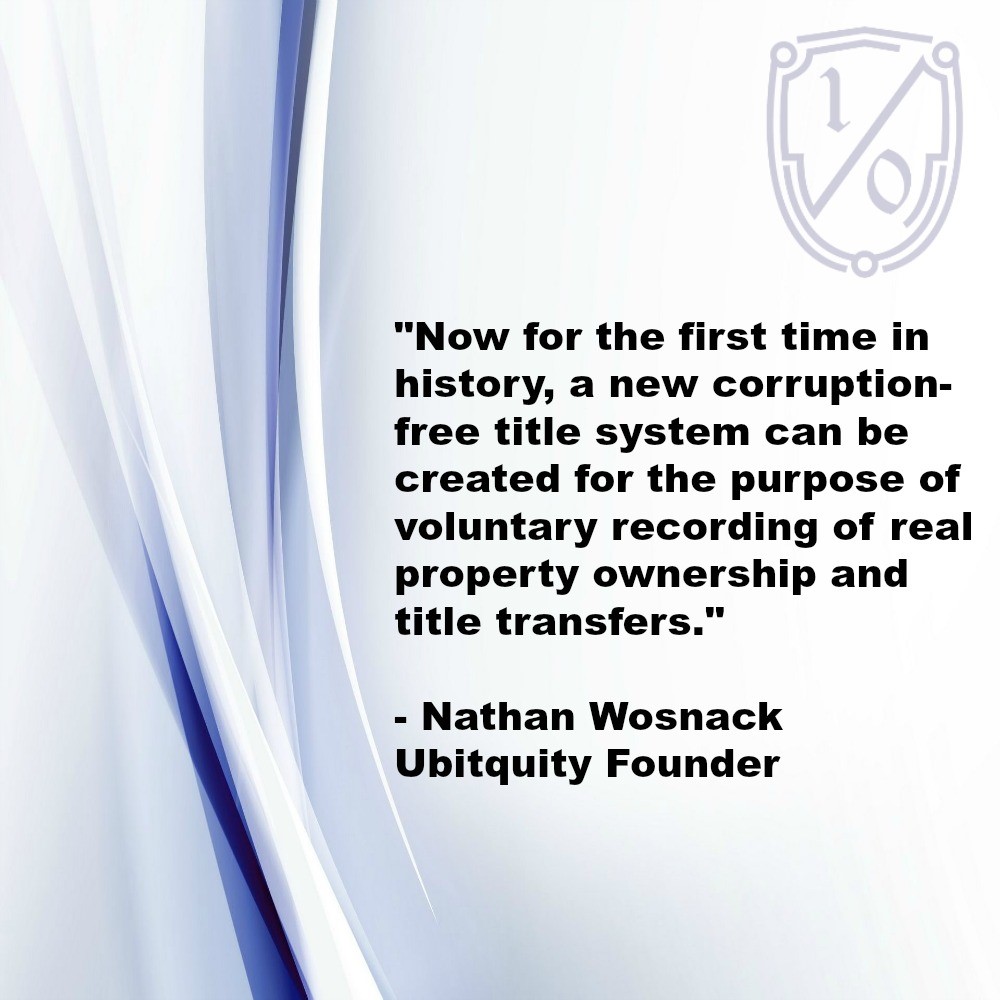 1/0
"Now for the first time in
history, a new corruption-
free title system can be
created for the purpose of
voluntary recording of real
property ownership and
title transfers."
- Nathan Wosnack
Ubitquity Founder